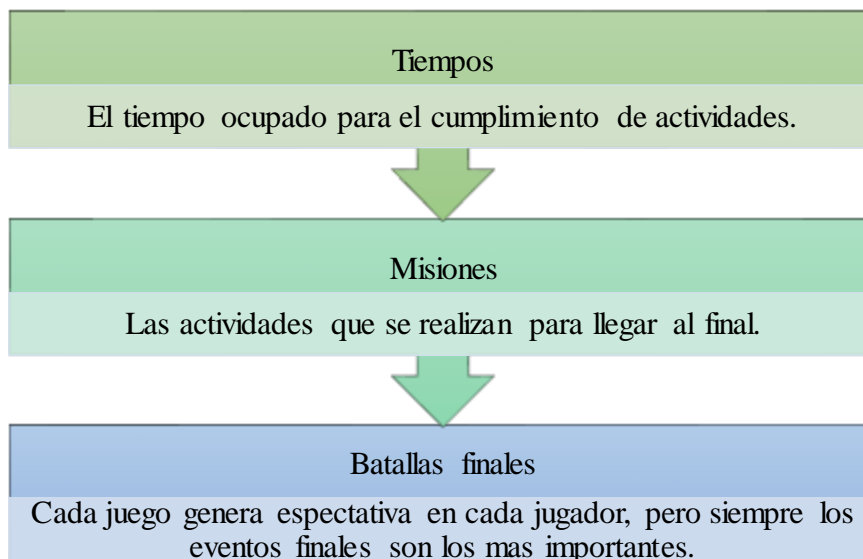 Tiempos
El tiempo ocupado para el cumplimiento de actividades.
Misiones
Las actividades que se realizan para llegar al final.
Batallas finales
Cada juego genera espectativa en cada jugador, pero siempre los
eventos finales son los mas importantes.